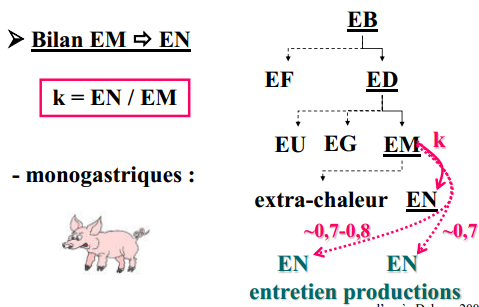 EB
➢ Bilan EM ⇨ EN
EF ED
k = EN / EM
EU EG EM k
- monogastriques :
extra-chaleur EN
~0,7-0,8 ~0,7
EN EN
entretien productions